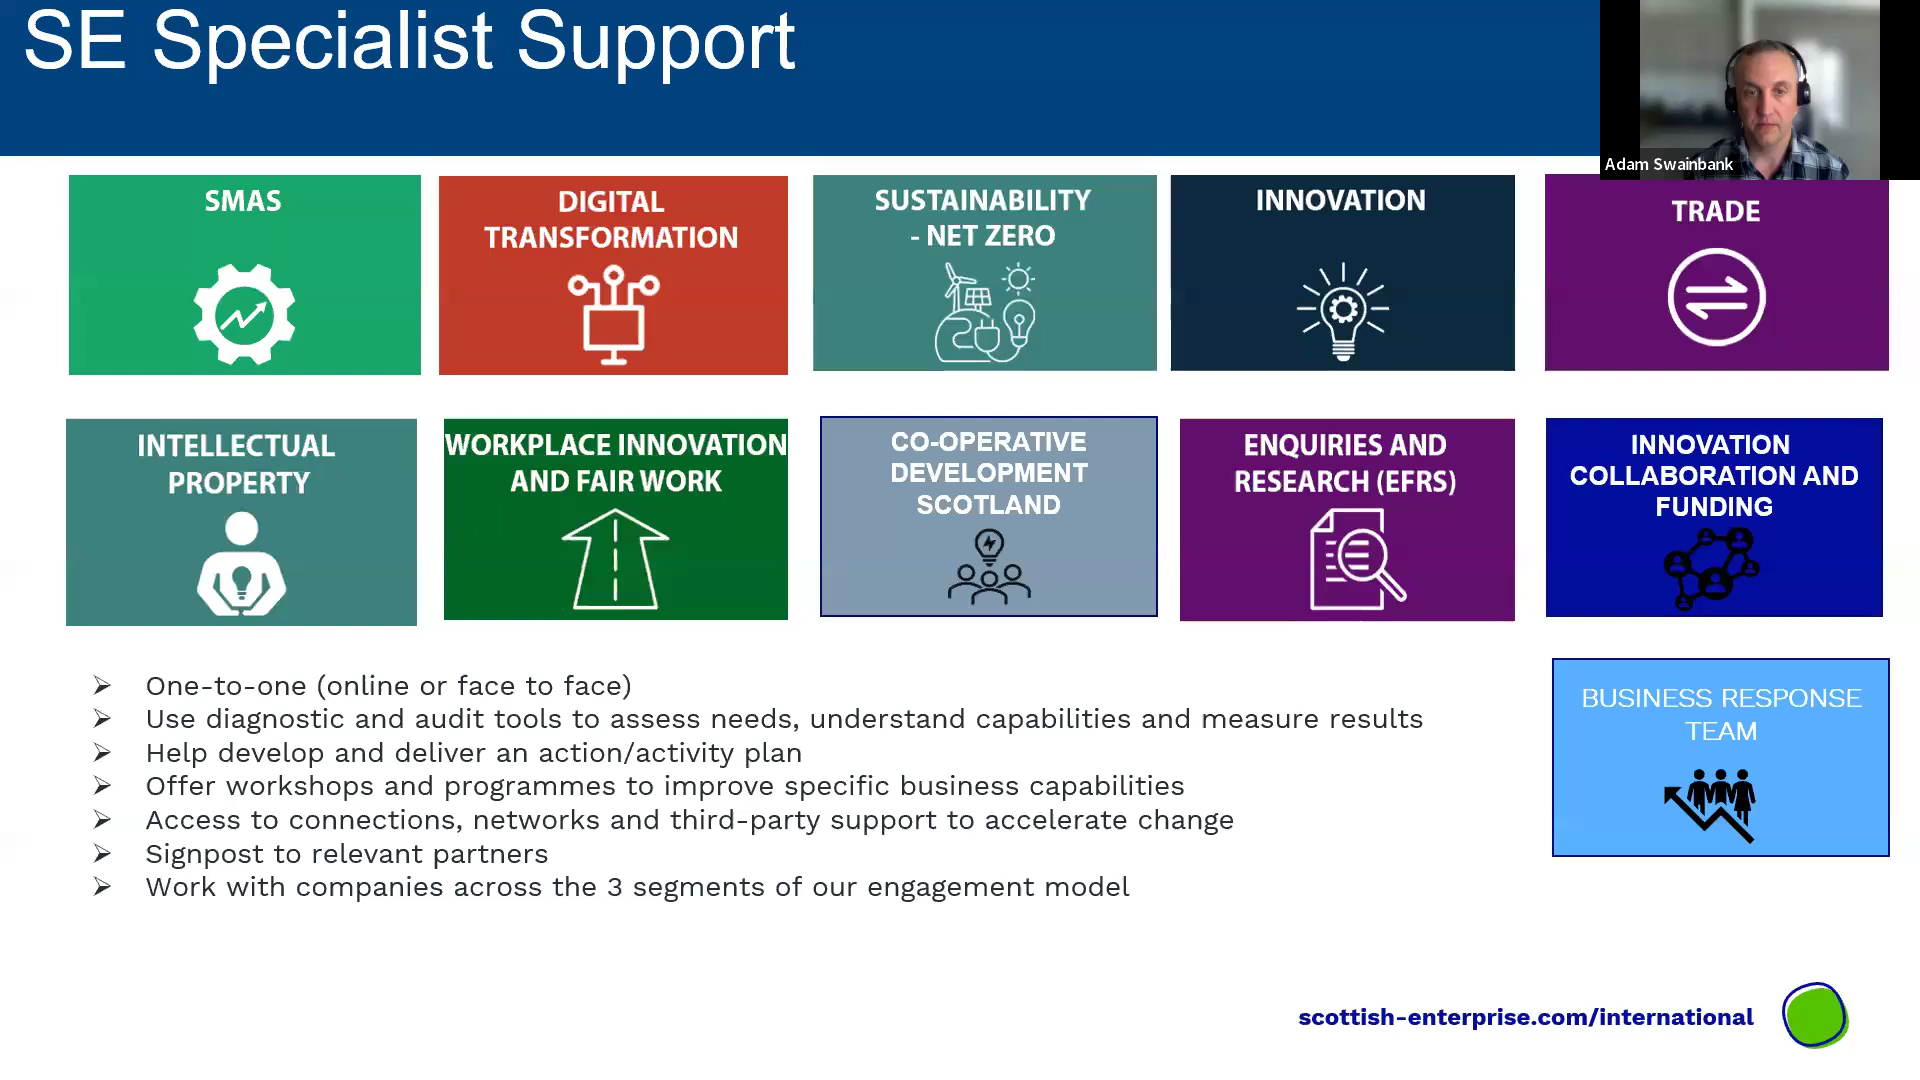 SE Specialist Support
Adam Swainbank
SMAS
DIGITAL
TRANSFORMATION
SUSTAINABILITY
- NET ZERO
INNOVATION
TRADE
INTELLECTUAL
PROPERTY
WORKPLACE INNOVATION
AND FAIR WORK
CO-OPERATIVE
DEVELOPMENT
SCOTLAND
ENQUIRIES AND
RESEARCH (EFRS)
INNOVATION
COLLABORATION AND
FUNDING
One-to-one (online or face to face)
Use diagnostic and audit tools to assess needs, understand capabilities and measure results
Help develop and deliver an action/activity plan
Offer workshops and programmes to improve specific business capabilities
Access to connections, networks and third-party support to accelerate change
Signpost to relevant partners
Work with companies across the 3 segments of our engagement model
BUSINESS RESPONSE
TEAM
scottish-enterprise.com/international